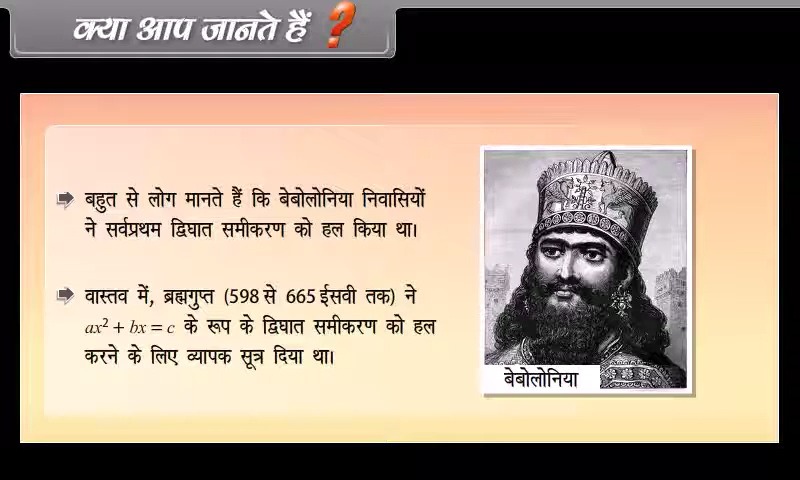 क्या आप जानते हैं ?
बहुत से लोग मानते हैं कि बेबोलोनिया निवासियों
ने सर्वप्रथम द्विघात समीकरण को हल किया था।
वास्तव में, ब्रह्मगुप्त (598 से 665 ईसवी तक) ने
ax² + bx = c के रूप के द्विघात समीकरण को हल
करने के लिए व्यापक सूत्र दिया था।
बेबोलोनिया